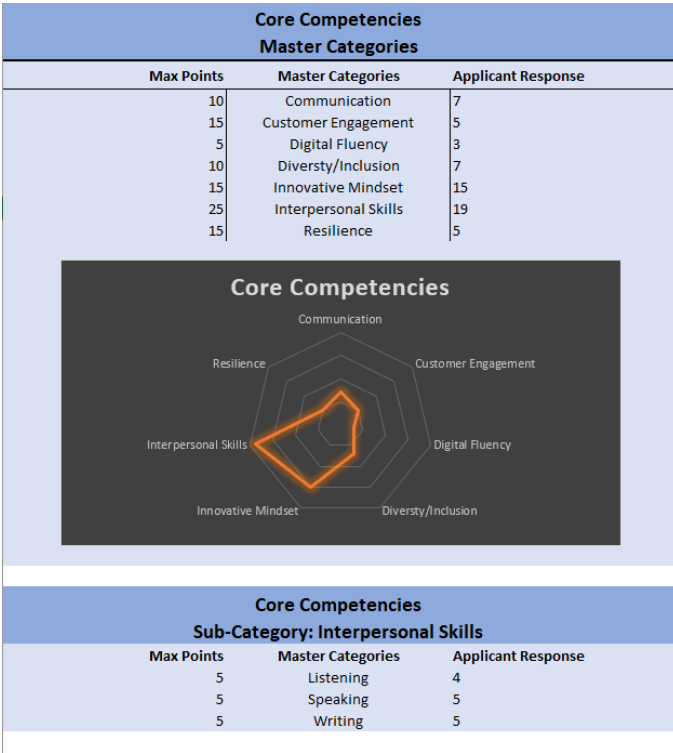 Core Competencies
Master Categories
Max Points Master Categories Applicant Response
10 Communication 7
15 Customer Engagement 5
5 Digital Fluency 3
10 Diversty/Inclusion 7
15 Innovative Mindset 15
25 Interpersonal Skills 19
15 Resilience 5
Core Competencies
Communication
Resilience Customer Engagement
Interpersonal Skills Digital Fluency
Innovative Mindset Diversty/Inclusion
Core Competencies
Sub-Category: Interpersonal Skills
Max Points Master Categories Applicant Response
5 Listening 4
5 Speaking 5
5 Writing 5